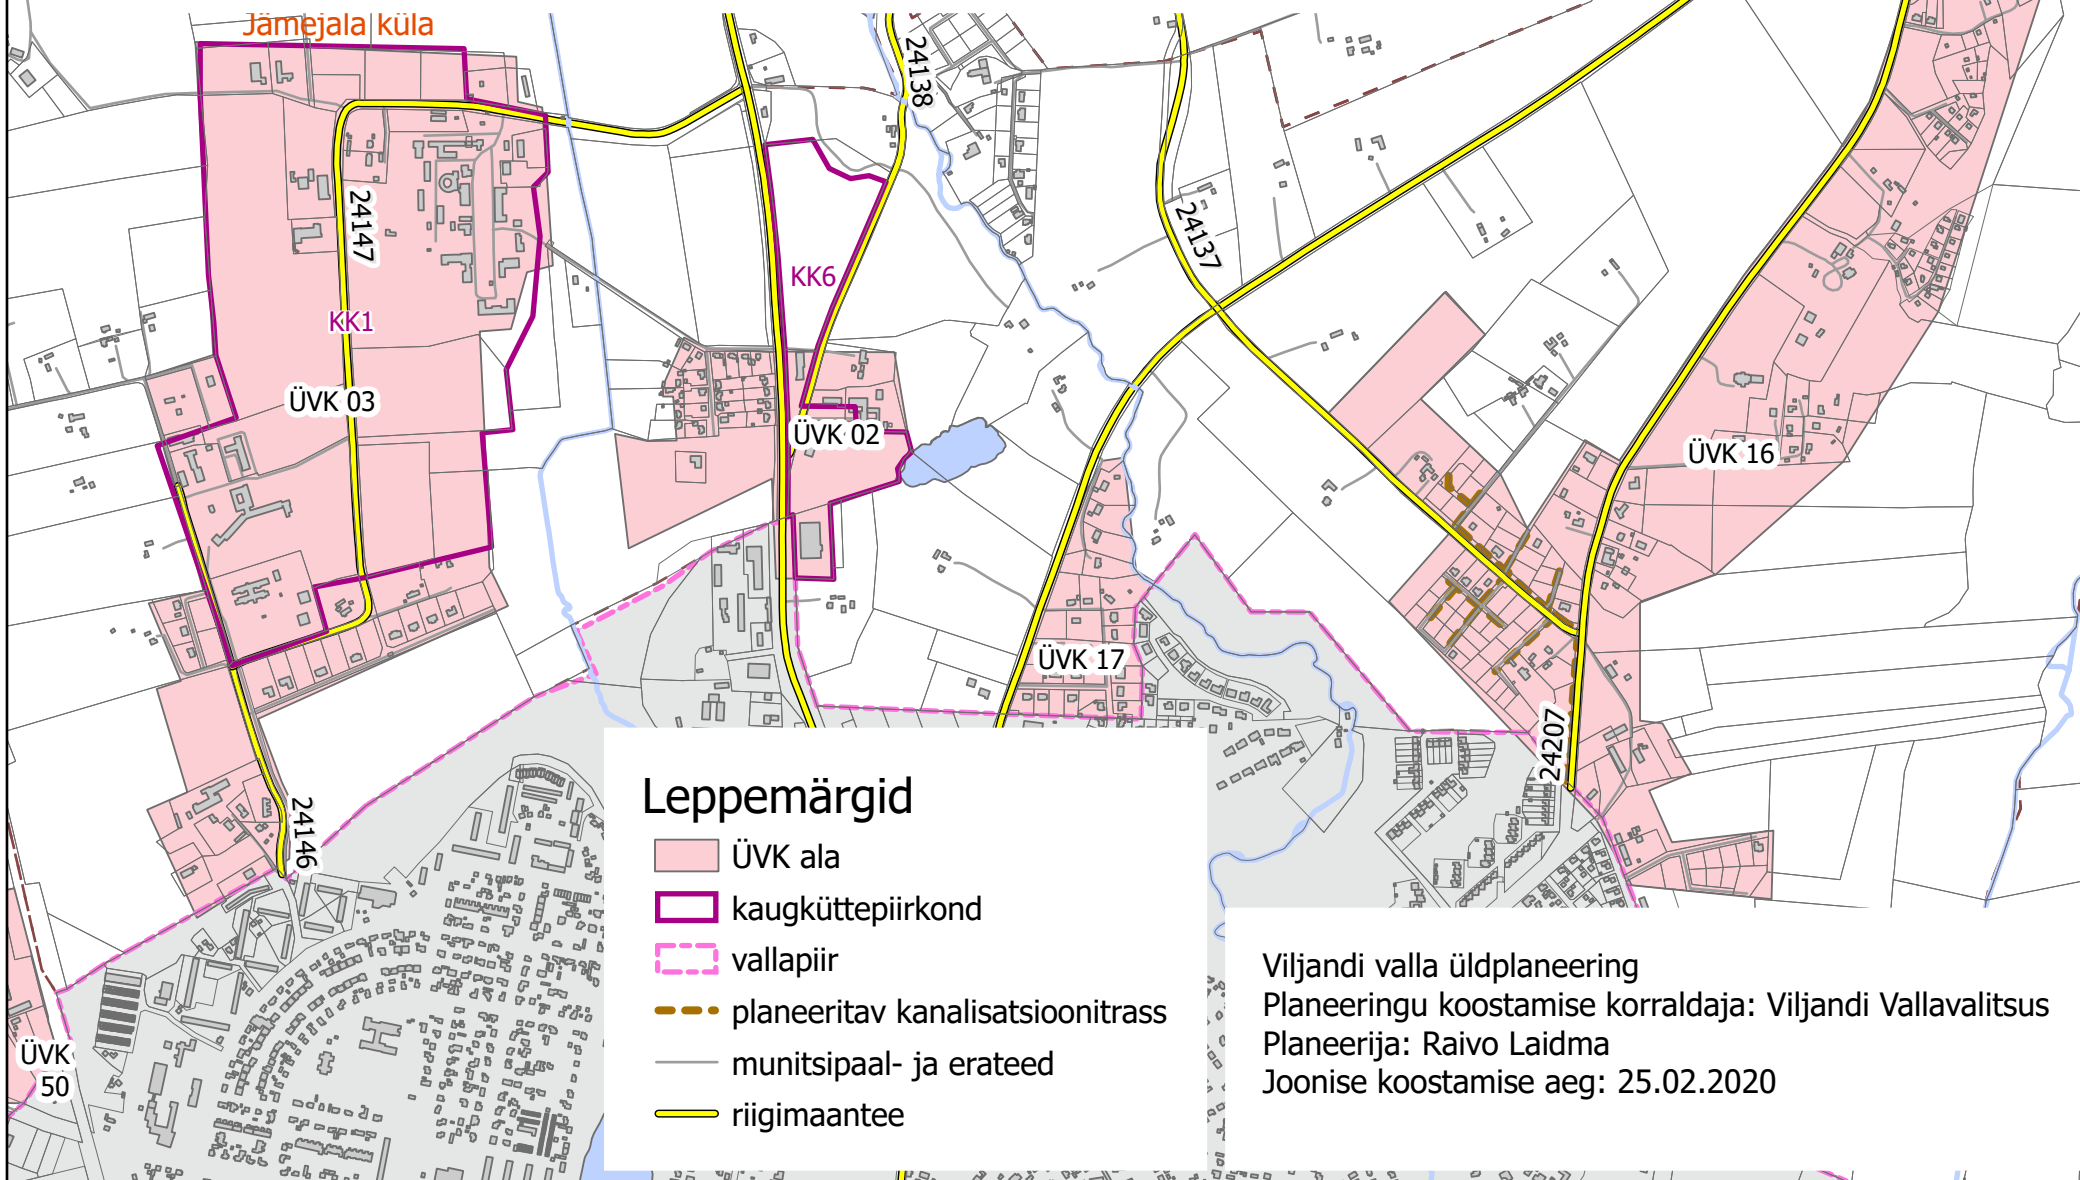 Jämejala küla
24138
24147
24137
KK6
KK1
ÜVK 03
ÜVK 02
ÜVK 16
ÜVK 17
24207
24146
ÜVK
50
Leppemärgid
ÜVK ala
kaugküttepiirkond
vallapiir
planeeritav kanalisatsioonitrass
munitsipaal- ja erateed
riigimaantee
Viljandi valla üldplaneering
Planeeringu koostamise korraldaja: Viljandi Vallavalitsus
Planeerija: Raivo Laidma
Joonise koostamise aeg: 25.02.2020